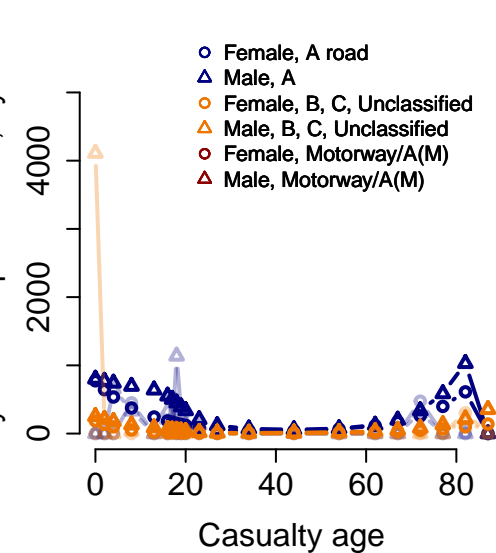 Female, A road
Male, A
Female, B, C, Unclassified
Male, B, C, Unclassified
Female, Motorway/A(M)
Male, Motorway/A(M)
4000
2000
0
0 20 40 60 80
Casualty age